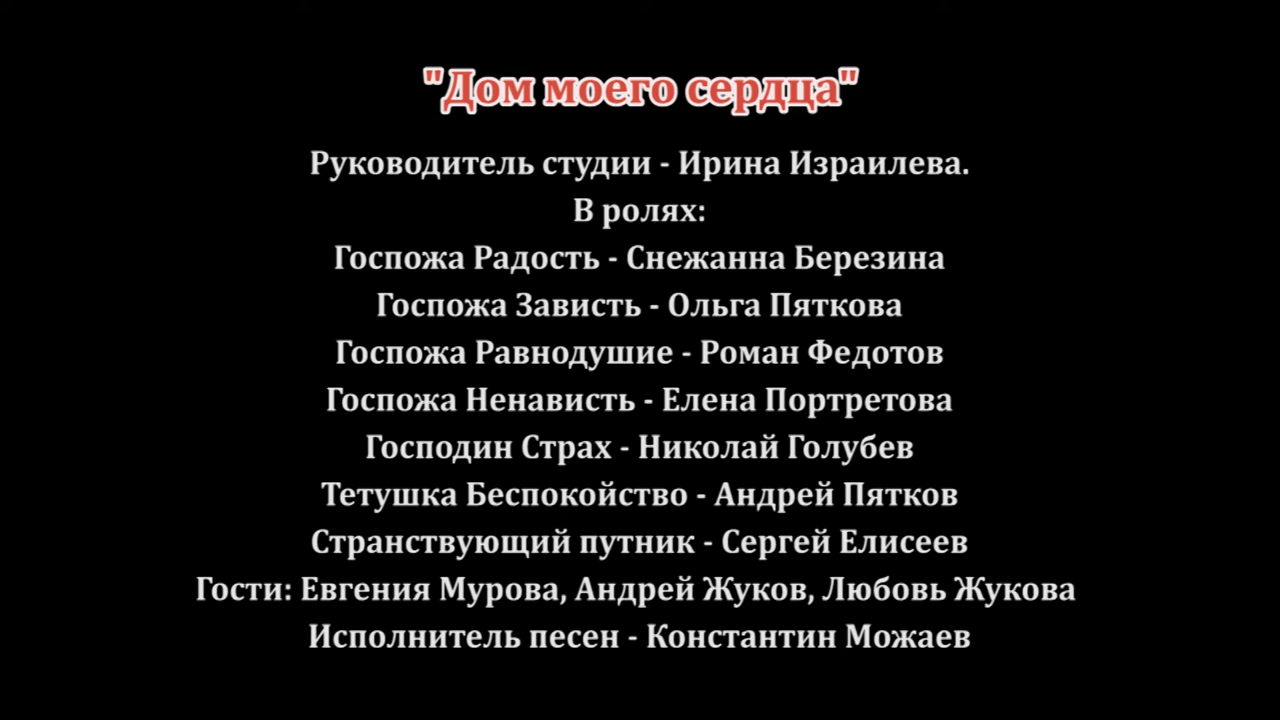 "Дом моего сердца"
Руководитель студии - Ирина Израилева.
В ролях:
Госпожа Радость - Снежанна Березина
Госпожа Зависть - Ольга Пяткова
Госпожа Равнодушие - Роман Федотов
Госпожа Ненависть - Елена Портретова
Господин Страх - Николай Голубев
Тетушка Беспокойство - Андрей Пятков
Странствующий путник - Сергей Елисеев
Гости: Евгения Мурова, Андрей Жуков, Любовь Жукова
Исполнитель песен - Константин Можаев